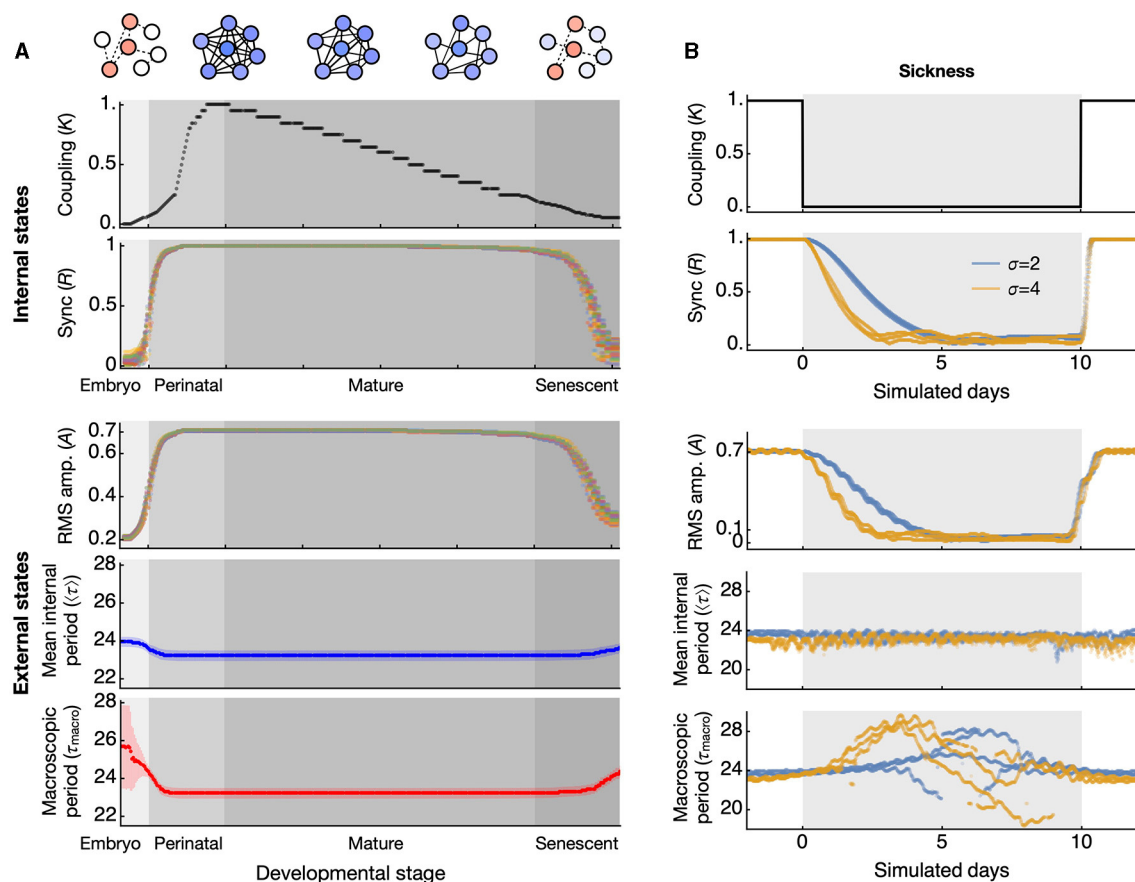 A
B
Sickness
Internal states
Coupling (K)
1.
0.5
0.
Coupling (K)
1.
0.5
0.
Sync (R)
1
0.5
0
Embryo
Perinatal
Mature
Senescent
Sync (R)
1
0.5
1.
σ=2
σ=4
0
5
10
Simulated days
External states
RMS amp. (A)
0.7
0.6
0.4
0.2
RMS amp. (A)
0.7
0.1
0
Mean internal
period (⟨τ⟩)
28
26
24
22
Mean internal
period (⟨τ⟩)
28
24
20
Macroscopic
period (τmacro)
28
26
24
22
Embryo
Perinatal
Mature
Senescent
Developmental stage
Macroscopic
period (τmacro)
28
24
20
0
5
10
Simulated days